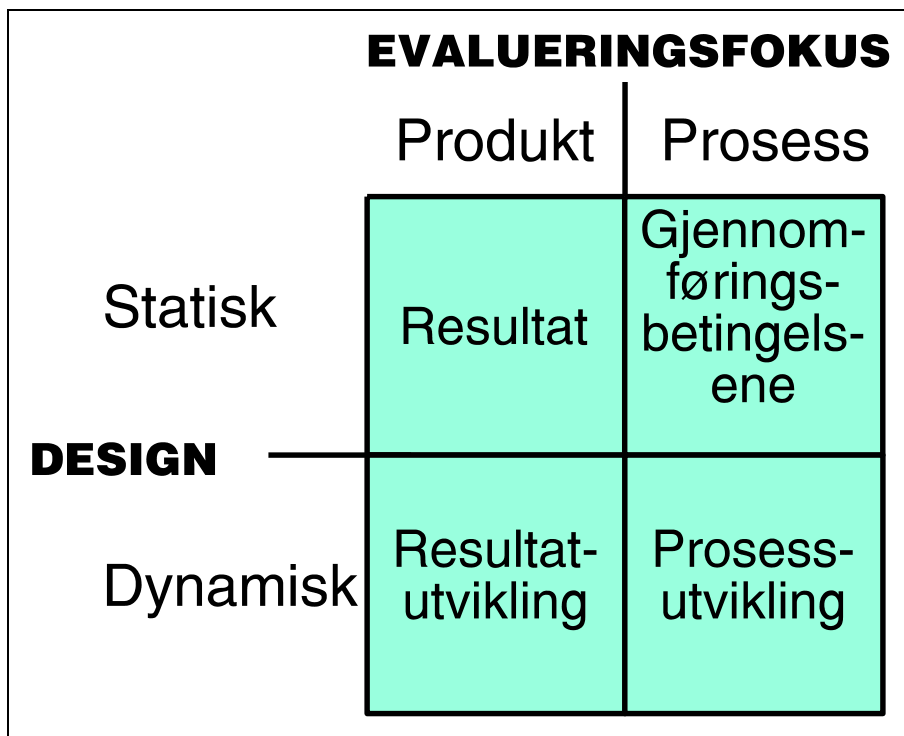 EVALUERINGSFOKUS
Produkt Prosess
Statisk
Resultat
Gjennom-
førings-
betingels-
ene
DESIGN
Dynamisk
Resultat-
utvikling
Prosess-
utvikling